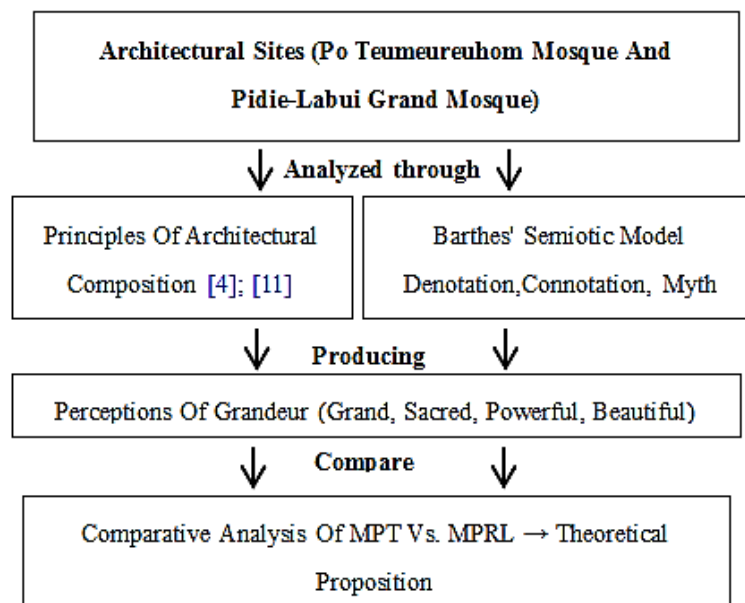 Architectural Sites (Po Teumeureuhom Mosque And
Pidie-Labui Grand Mosque)
Analyzed through
Principles Of Architectural
Composition [4]; [11]
Barthes' Semiotic Model
Denotation,Connotation, Myth
Producing
Perceptions Of Grandeur (Grand, Sacred, Powerful, Beautiful)
Compare
Comparative Analysis Of MPT Vs. MPRL → Theoretical
Proposition